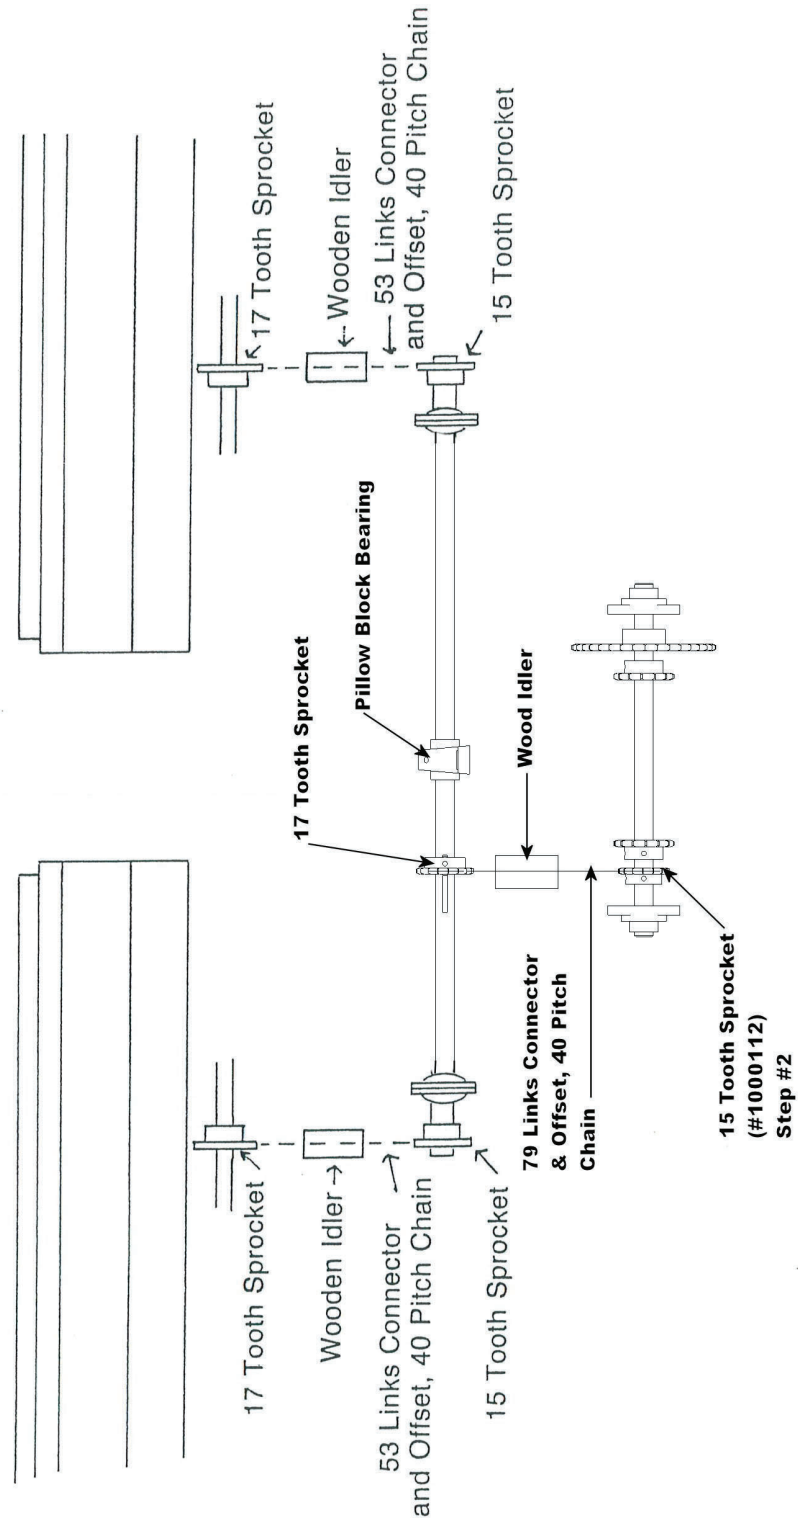 17 Tooth Sprocket
Wooden Idler
53 Links Connector
and Offset, 40 Pitch Chain
15 Tooth Sprocket
17 Tooth Sprocket
Pillow Block Bearing
Wood Idler
79 Links Connector
& Offset, 40 Pitch
Chain
15 Tooth Sprocket
(#1000112)
Step #2
17 Tooth Sprocket
Wooden Idler
53 Links Connector
and Offset, 40 Pitch Chain
15 Tooth Sprocket